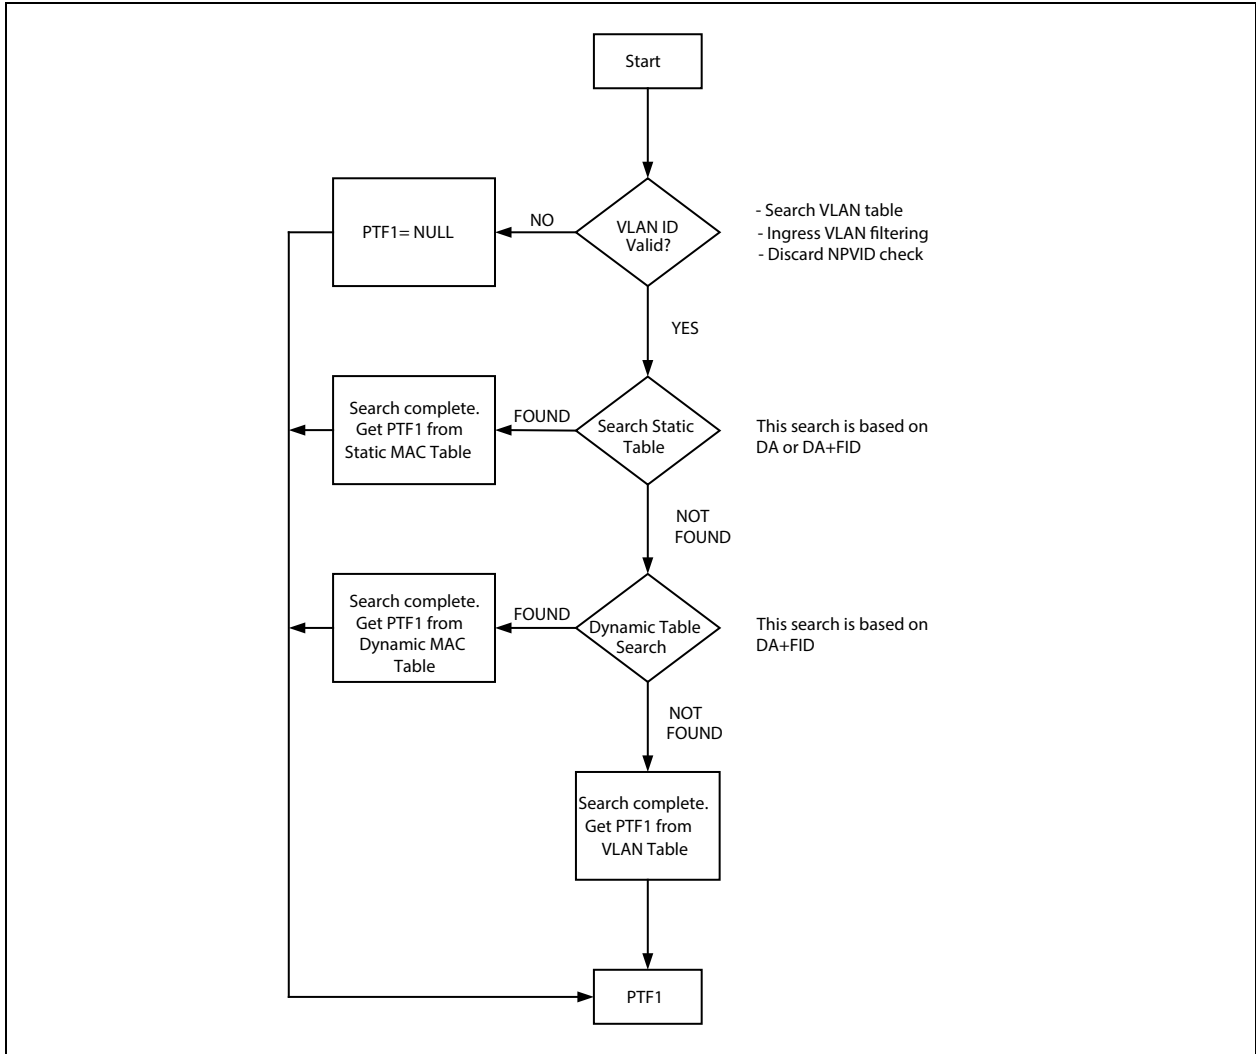 Start
NO
PTF1= NULL
VLAN ID
Valid?
- Search VLAN table
- Ingress VLAN filtering
- Discard NPVID check
YES
Search complete.
Get PTF1 from
Static MAC Table
FOUND
Search Static
Table
This search is based on
DA or DA+FID
NOT
FOUND
Search complete.
Get PTF1 from
Dynamic MAC
Table
FOUND
Dynamic Table
Search
This search is based on
DA+FID
NOT
FOUND
Search complete.
Get PTF1 from
VLAN Table
PTF1